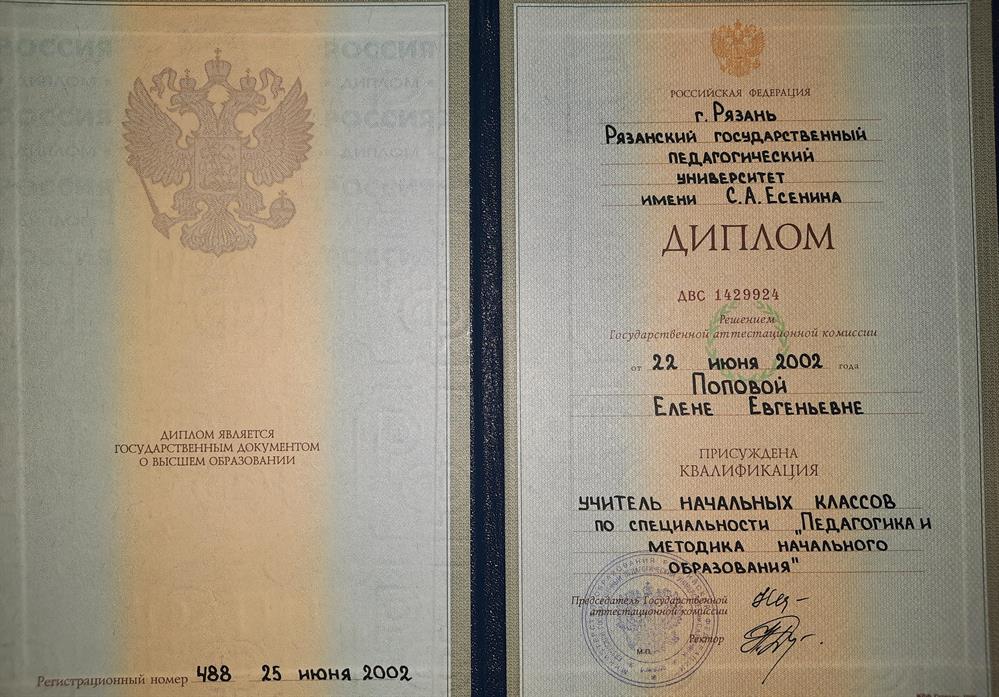 ДИПЛОМ ЯВЛЯЕТСЯ
ГОСУДАРСТВЕННЫМ ДОКУМЕНТОМ
О ВЫСШЕМ ОБРАЗОВАНИИ
Регистрационный номер 488 25 июня 2002
РОССИЙСКАЯ ФЕДЕРАЦИЯ
г. Рязань
Рязанский государственный
педагогический
университет
имени С.А. Есенина
ДИПЛОМ
ДВС 1429924
Решением
Государственной аттестационной комиссии
от 22 июня 2002 года
Поповой
Елене Евгеньевне
ПРИСУЖДЕНА
КВАЛИФИКАЦИЯ
учитель начальных классов
по специальности „Педагогика и
методика начального
образования"
Председатель Государственной
аттестационной комиссии
Ректор
М.П.